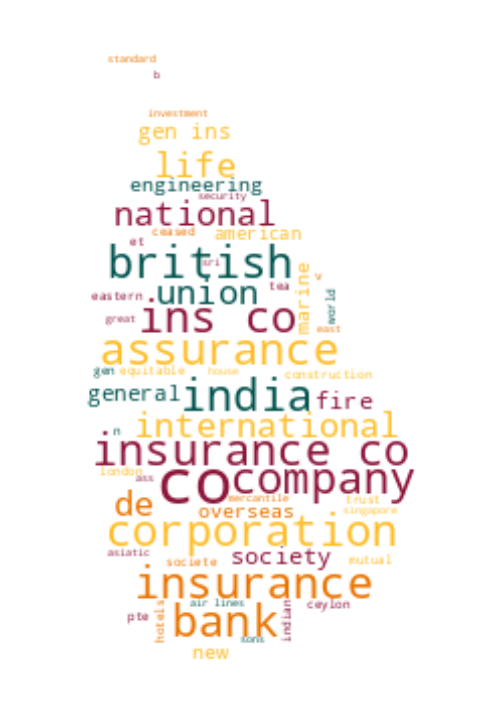 standard
b
investment
gen ins
life
engineering
security
national
ceased american
et
british
sri
tea
union
marine
v
world
eastern
great
ins co
east
assurance
gen equitable house
construction
general india fire
international
n
insurance co
london
ass
co company
mercantile
de
trust
overseas
singapore
corporation
asiatic
society
societe
mutual
insurance
air lines
ceylon
hotels
indian
pte
bank
sons
new